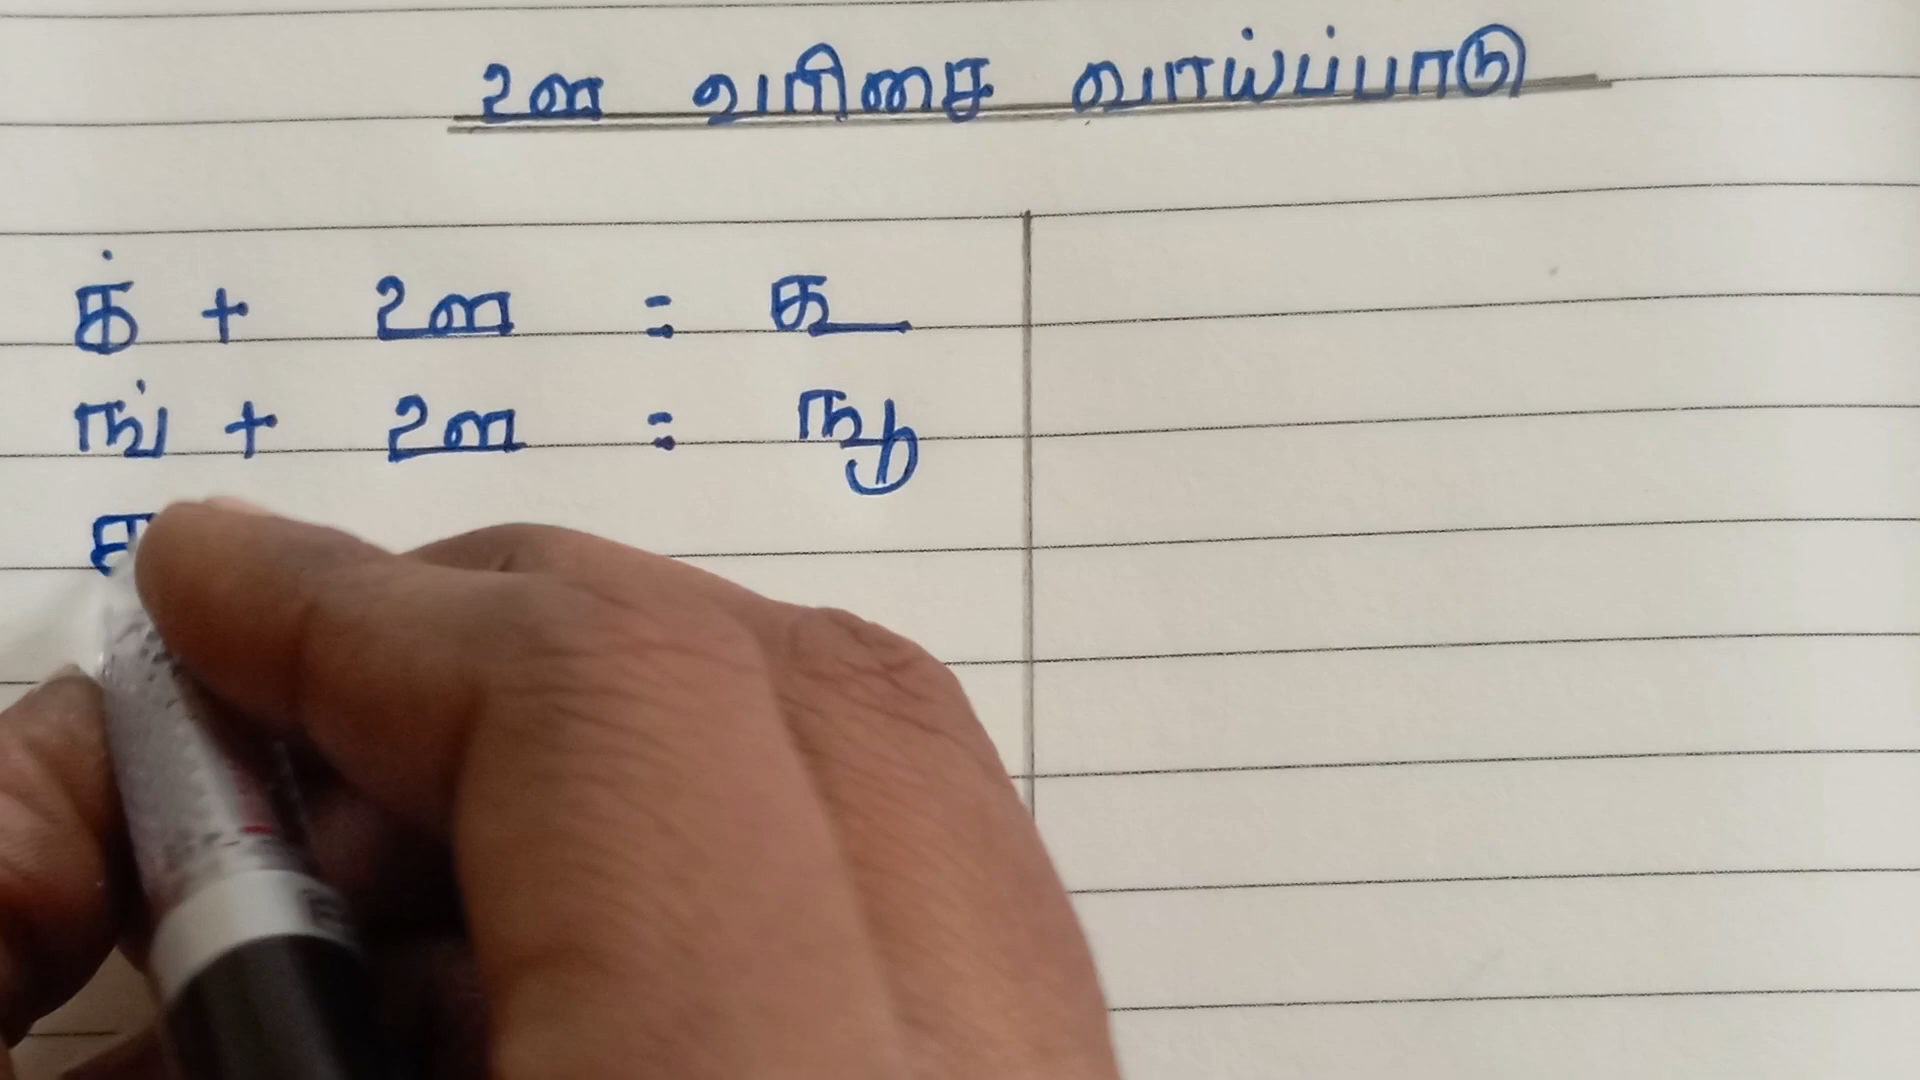 ஊ வரிசை வாய்ப்பாடு
க் + ஊ = கூ
ங் + ஊ = ஙூ
ச